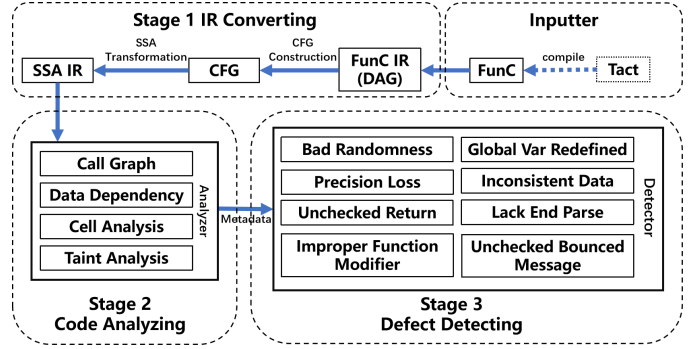 Stage 1 IR Converting
Inputter
SSA
Transformation
CFG
Construction
compile
SSA IR
CFG
FunC IR
(DAG)
FunC
Tact
Call Graph
Data Dependency
Cell Analysis
Taint Analysis
Analyzer
Stage 2
Code Analyzing
Metadata
Bad Randomness
Global Var Redefined
Precision Loss
Inconsistent Data
Unchecked Return
Lack End Parse
Improper Function
Modifier
Unchecked Bounced
Message
Detector
Stage 3
Defect Detecting